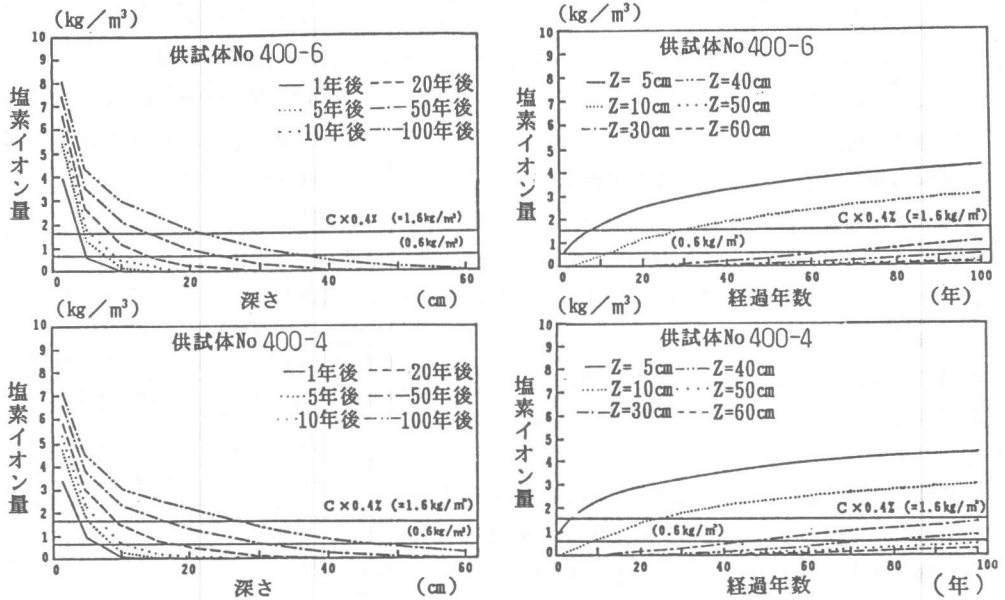 (kg/m³)
供試体No 400-6
10
9
8
7
6
5
4
3
2
1
0
塩素イオン量
1年後 20年後
5年後 50年後
10年後 100年後
C×0.4% (=1.6kg/m³)
(0.6kg/m³)
0 20 40 60
深さ (cm)
(kg/m³)
供試体No 400-6
10
9
8
7
6
5
4
3
2
1
0
塩素イオン量
Z= 5cm Z=40cm
Z=10cm Z=50cm
Z=30cm Z=60cm
C×0.4% (=1.6kg/m³)
(0.6kg/m³)
0 20 40 60 80 100
経過年数 (年)
(kg/m³)
供試体No 400-4
10
9
8
7
6
5
4
3
2
1
0
塩素イオン量
1年後 20年後
5年後 50年後
10年後 100年後
C×0.4% (=1.6kg/m³)
(0.6kg/m³)
0 20 40 60
深さ (cm)
(kg/m³)
供試体No 400-4
10
9
8
7
6
5
4
3
2
1
0
塩素イオン量
Z= 5cm Z=40cm
Z=10cm Z=50cm
Z=30cm Z=60cm
C×0.4% (=1.6kg/m³)
(0.6kg/m³)
0 20 40 60 80 100
経過年数 (年)